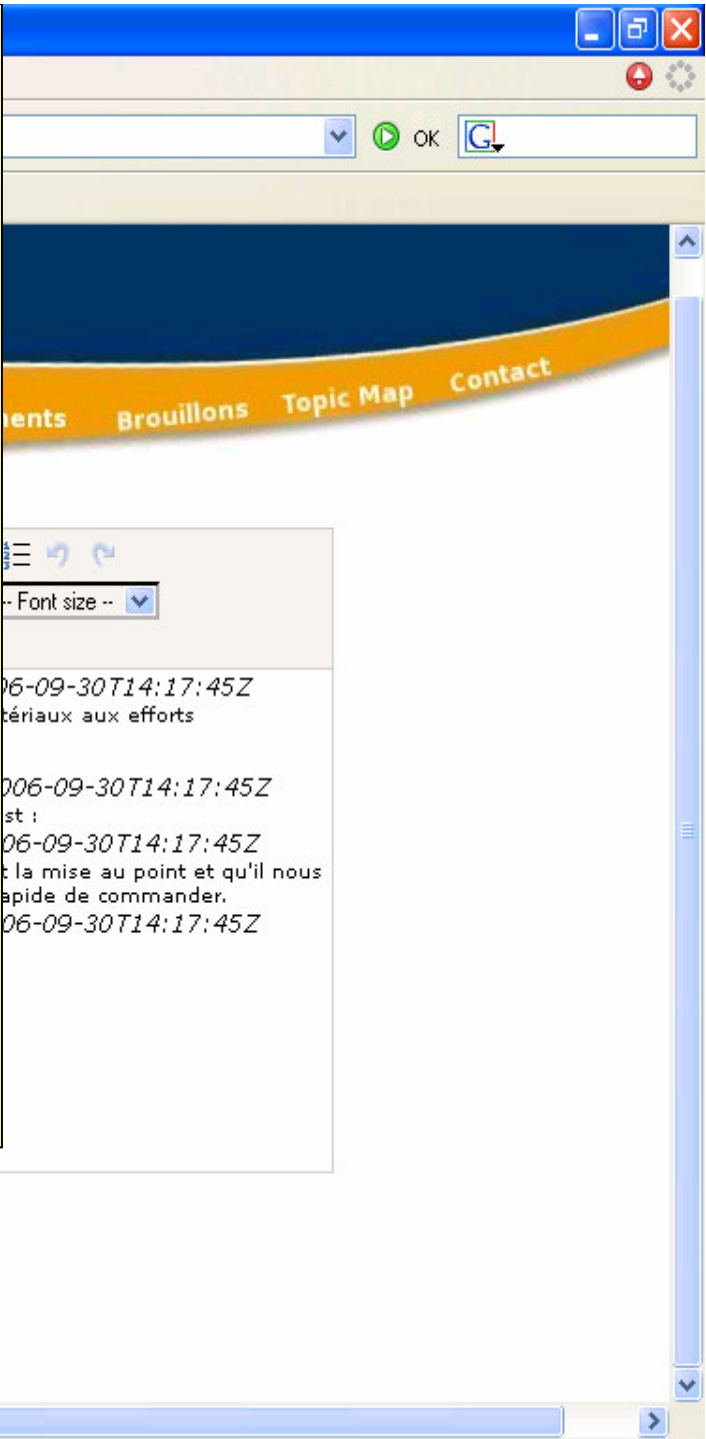 OK G
ents Brouillons Topic Map Contact
-- Font size --
06-09-30T14:17:45Z
tériaux aux efforts
006-09-30T14:17:45Z
st :
06-09-30T14:17:45Z
t la mise au point et qu'il nous
apide de commander.
06-09-30T14:17:45Z